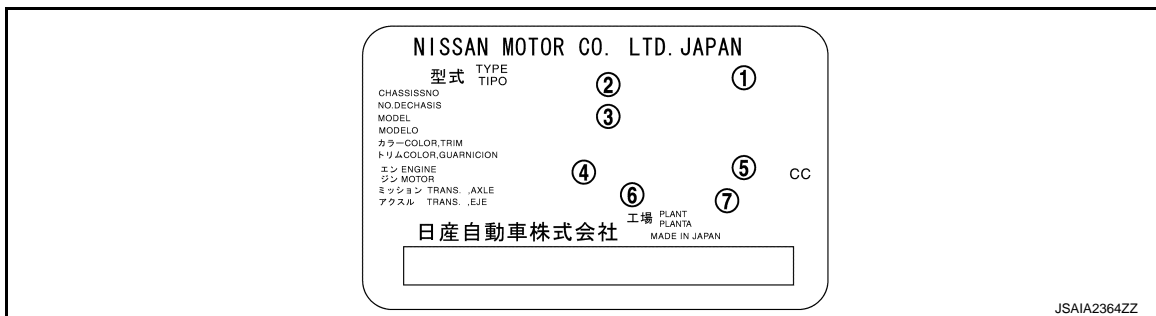 NISSAN MOTOR CO. LTD. JAPAN
型式 TYPE TIPO ② ①
CHASSISNO
NO.DECHASIS
MODEL ③
MODELO
カラーCOLOR,TRIM
トリムCOLOR,GUARNICION
エン ENGINE ④ ⑤ CC
ジン MOTOR
ミッション TRANS. ,AXLE ⑥ ⑦
アクスル TRANS. ,EJE
工場 PLANT PLANTA
日産自動車株式会社 MADE IN JAPAN
JSAIA2364ZZ